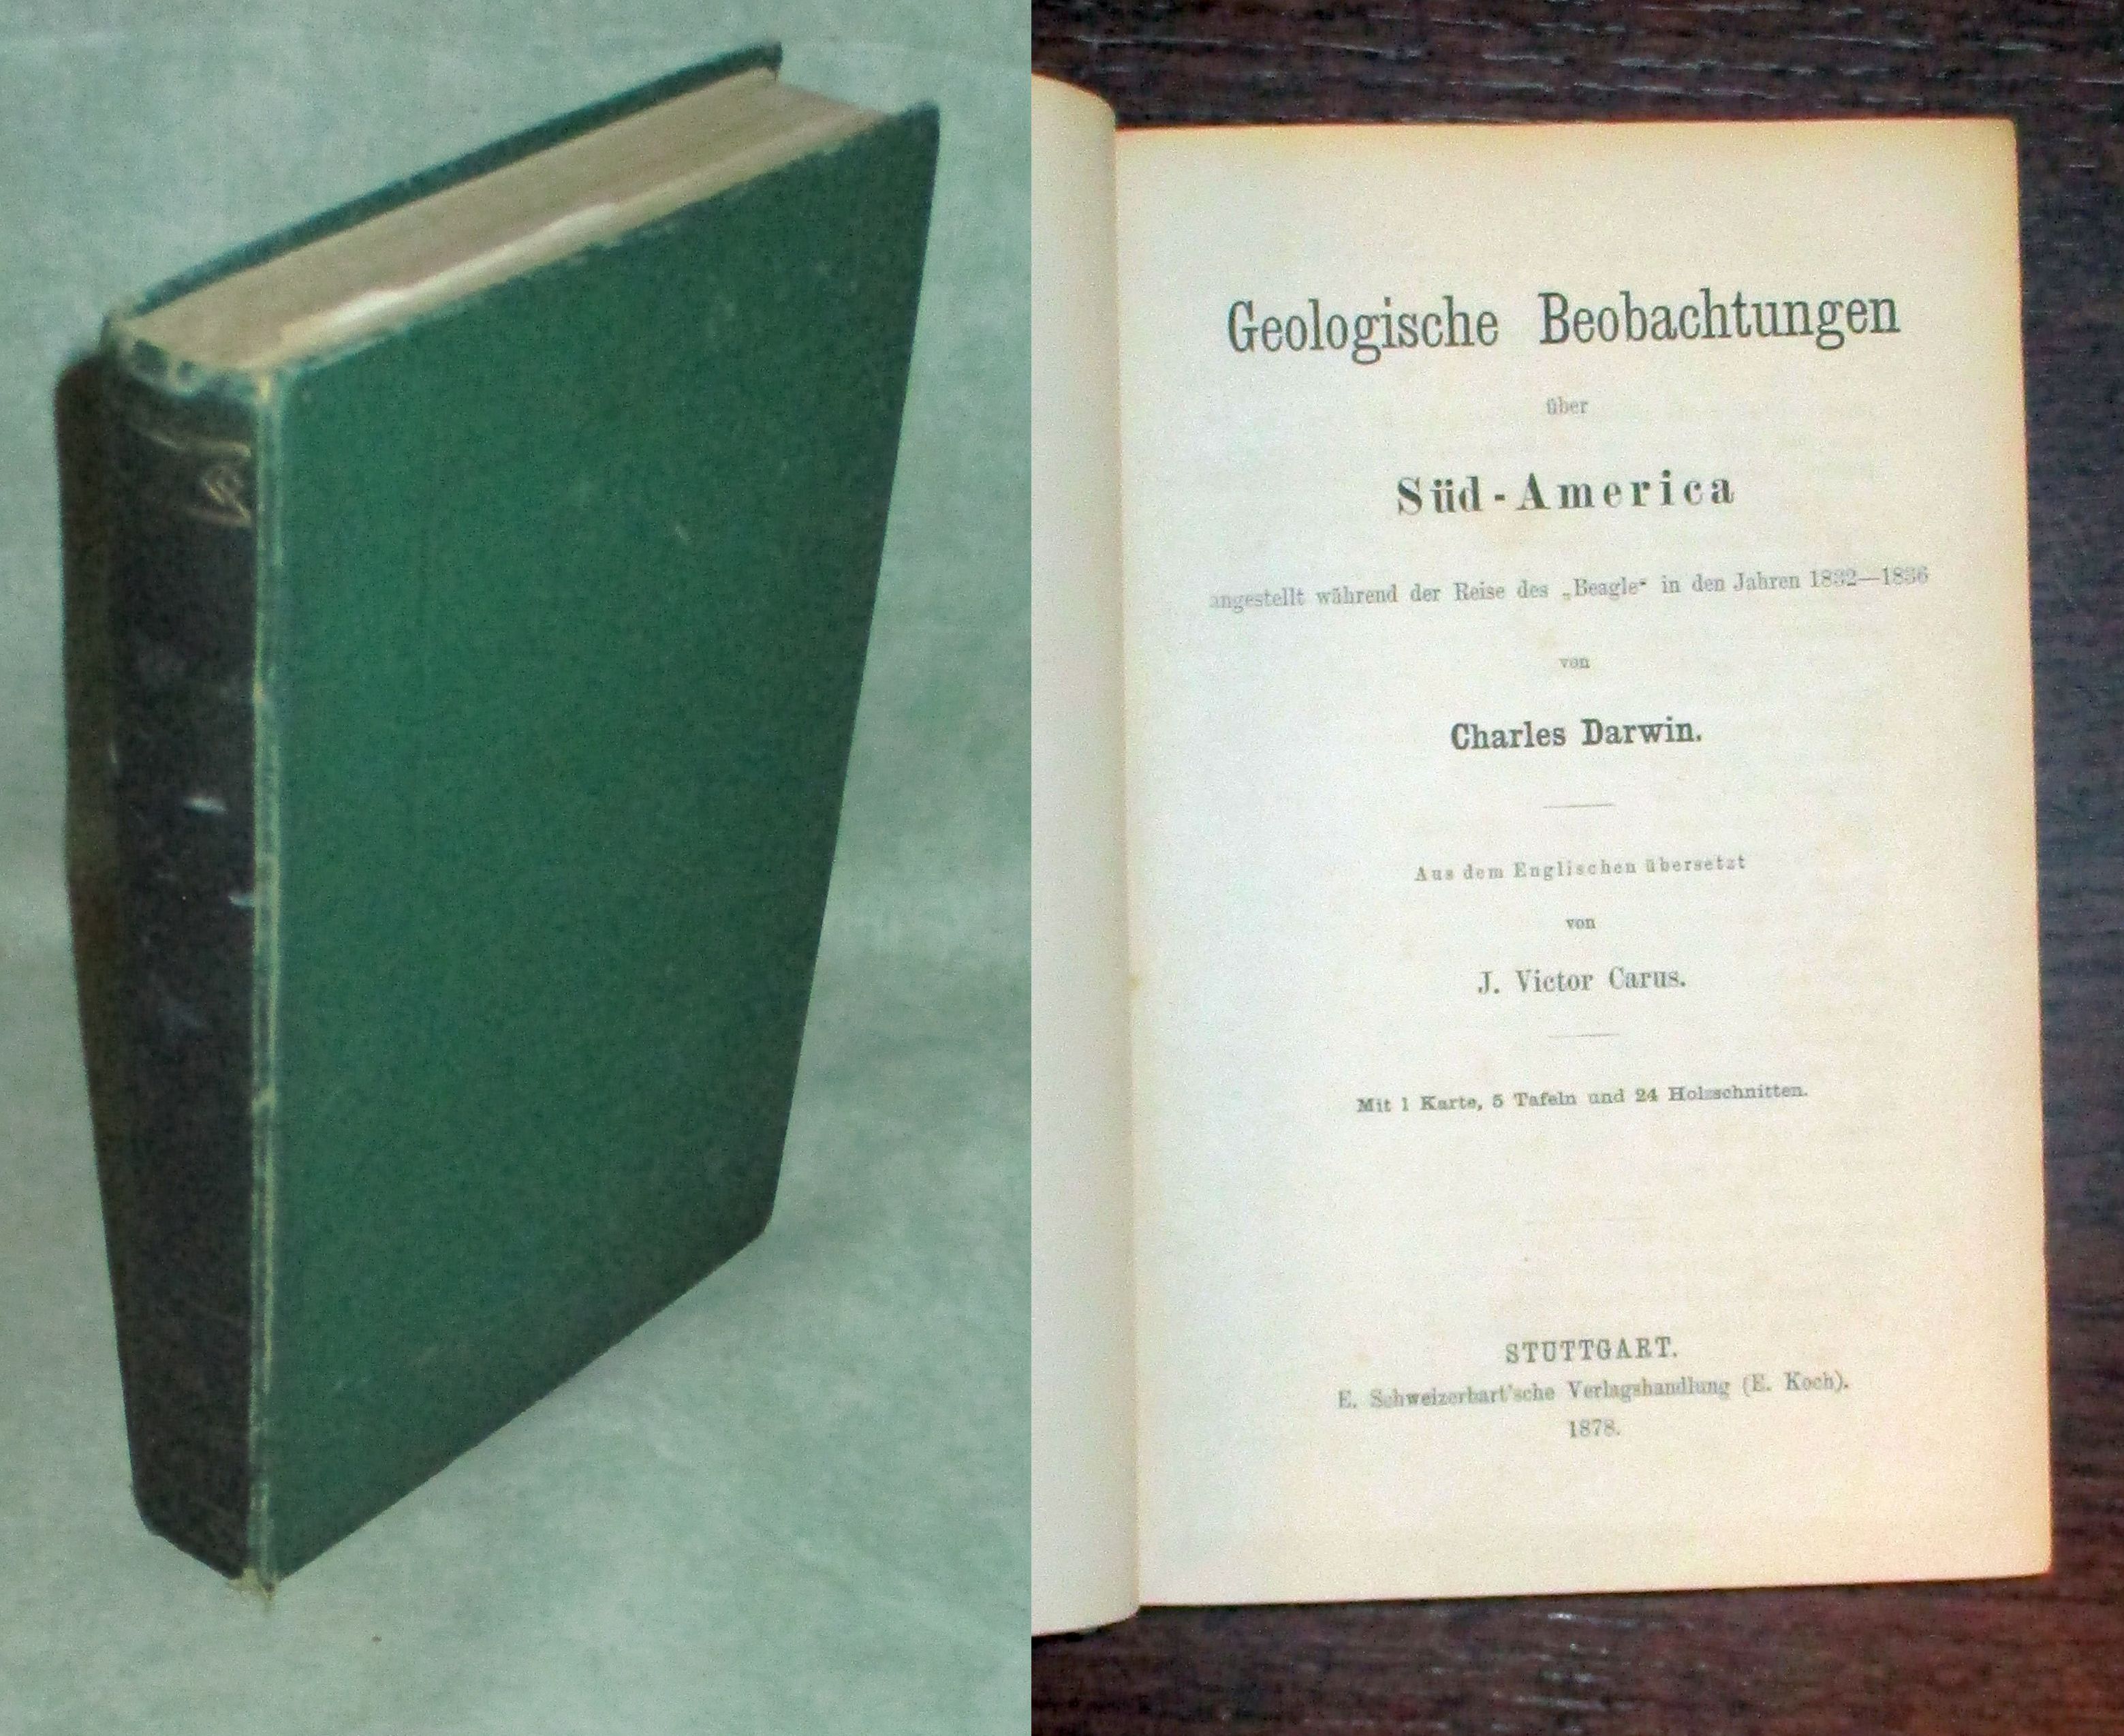 Geologische Beobachtungen
über
Süd-America
angestellt während der Reise des „Beagle“ in den Jahren 1832—1836
von
Charles Darwin.
Aus dem Englischen übersetzt
von
J. Victor Carus.
Mit 1 Karte, 5 Tafeln und 24 Holzschnitten.
STUTTGART.
E. Schweizerbart'sche Verlagshandlung (E. Koch).
1878.